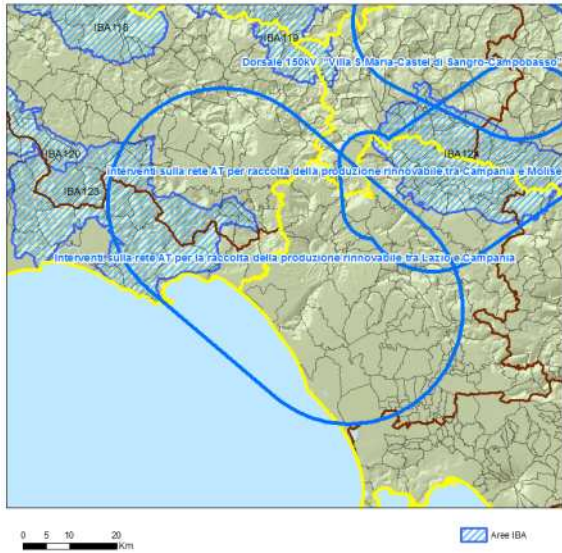 IBA118
IBA119
Dorsale 150kV "Villa S.Maria-Castel di Sangro-Campobasso"
IBA120
IBA123
Interventi sulla rete AT per raccolta della produzione rinnovabile tra Campania e Molise
Interventi sulla rete AT per la raccolta della produzione rinnovabile tra Lazio e Campania
0 5 10 20
Km
Aree IBA